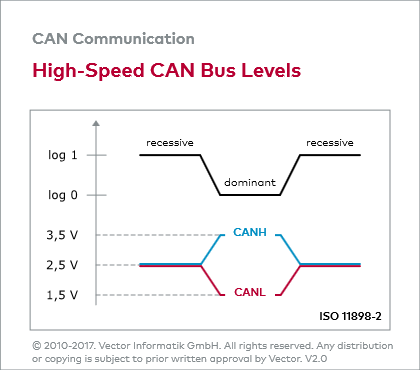 CAN Communication
High-Speed CAN Bus Levels
recessive
recessive
log 1
dominant
log 0
3,5 V
CANH
2,5 V
1,5 V
CANL
ISO 11898-2
© 2010-2017. Vector Informatik GmbH. All rights reserved. Any distribution
or copying is subject to prior written approval by Vector. V2.0